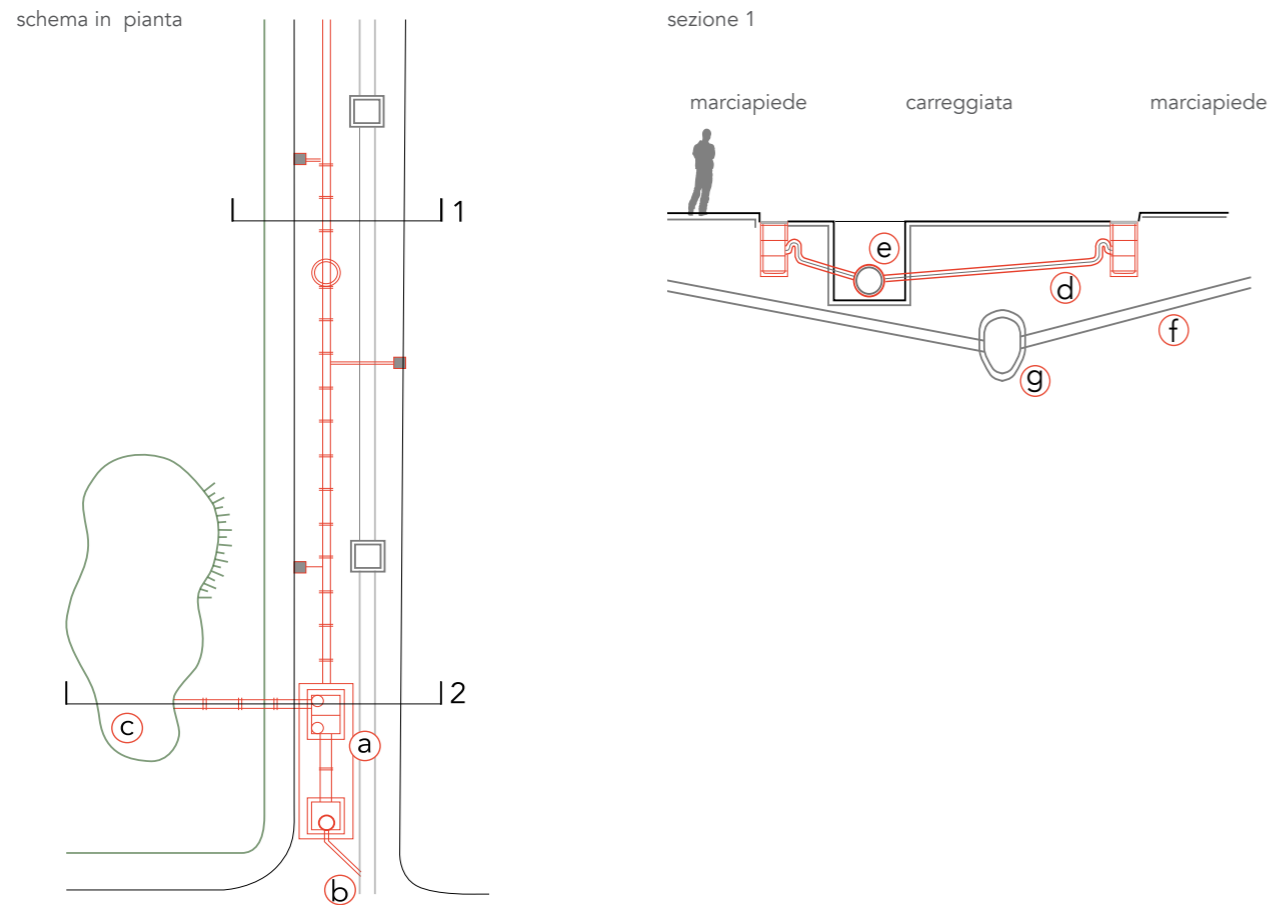 schema in pianta
1
2
c
a
b
sezione 1
marciapiede carreggiata marciapiede
e
d
f
g